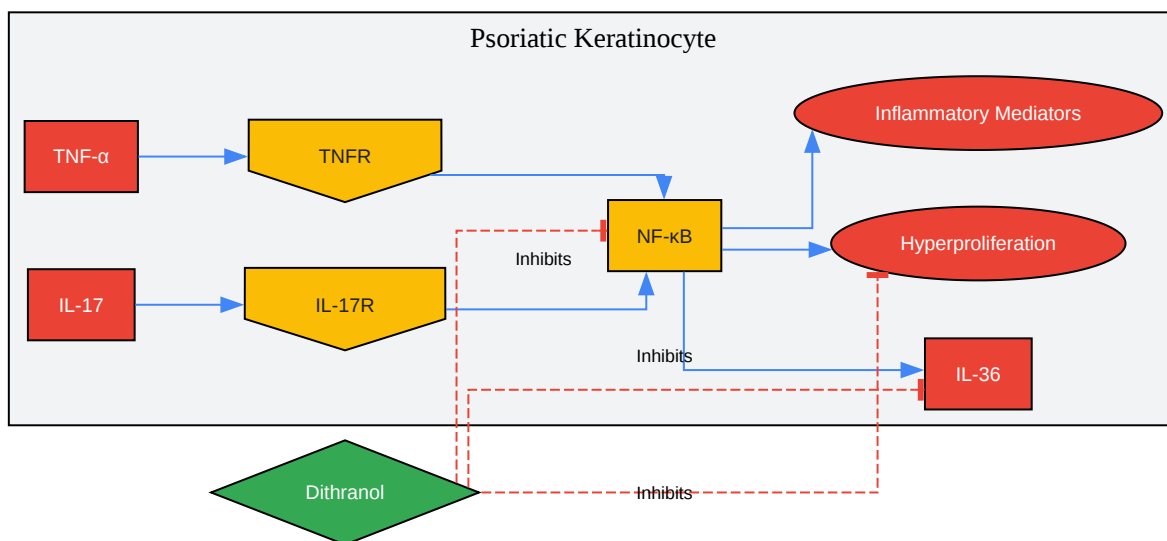 Psoriatic Keratinocyte
Inflammatory Mediators
TNF-α
TNFR
NF-κB
Hyperproliferation
Inhibits
IL-17
IL-17R
Inhibits
IL-36
Dithranol
Inhibits